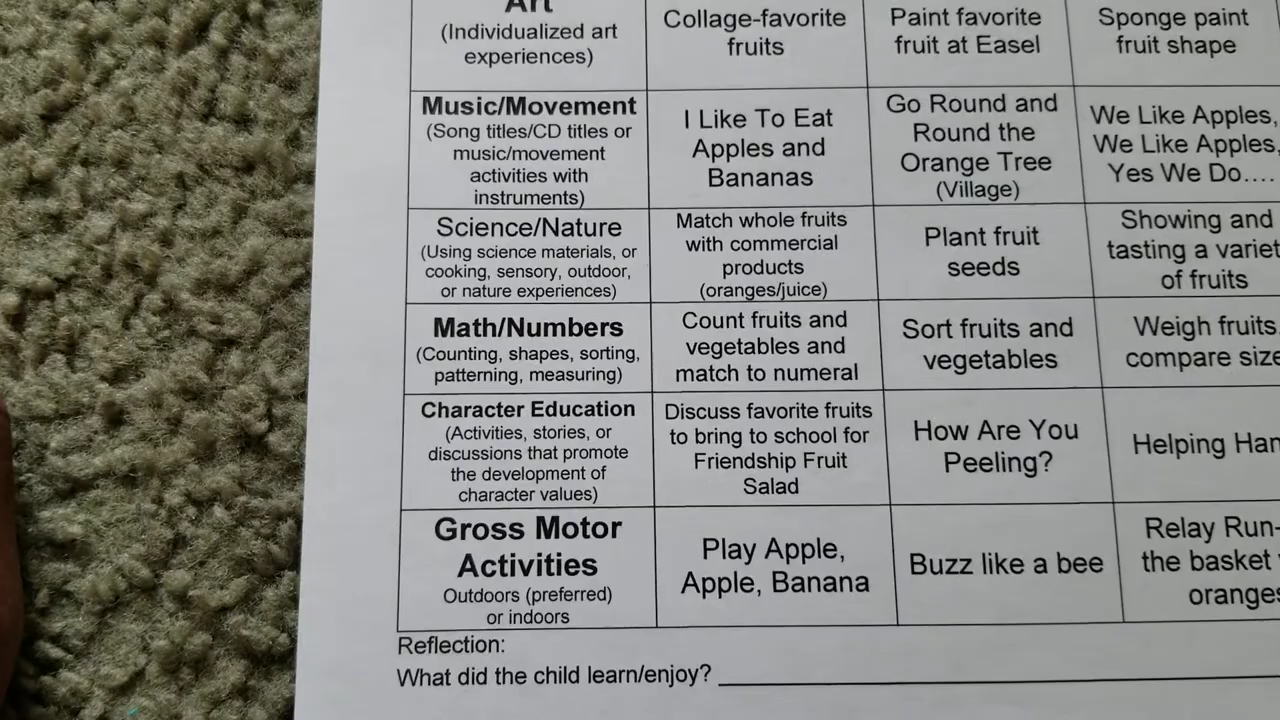 Art
(Individualized art
experiences)
Collage-favorite
fruits
Paint favorite
fruit at Easel
Sponge paint
fruit shape
Music/Movement
(Song titles/CD titles or
music/movement
activities with
instruments)
I Like To Eat
Apples and
Bananas
Go Round and
Round the
Orange Tree
(Village)
We Like Apples,
We Like Apples,
Yes We Do....
Science/Nature
(Using science materials, or
cooking, sensory, outdoor,
or nature experiences)
Match whole fruits
with commercial
products
(oranges/juice)
Plant fruit
seeds
Showing and
tasting a variet
of fruits
Math/Numbers
(Counting, shapes, sorting,
patterning, measuring)
Count fruits and
vegetables and
match to numeral
Sort fruits and
vegetables
Weigh fruits,
compare size
Character Education
(Activities, stories, or
discussions that promote
the development of
character values)
Discuss favorite fruits
to bring to school for
Friendship Fruit
Salad
How Are You
Peeling?
Helping Han
Gross Motor
Activities
Outdoors (preferred)
or indoors
Play Apple,
Apple, Banana
Buzz like a bee
Relay Run-
the basket
oranges
Reflection:
What did the child learn/enjoy?